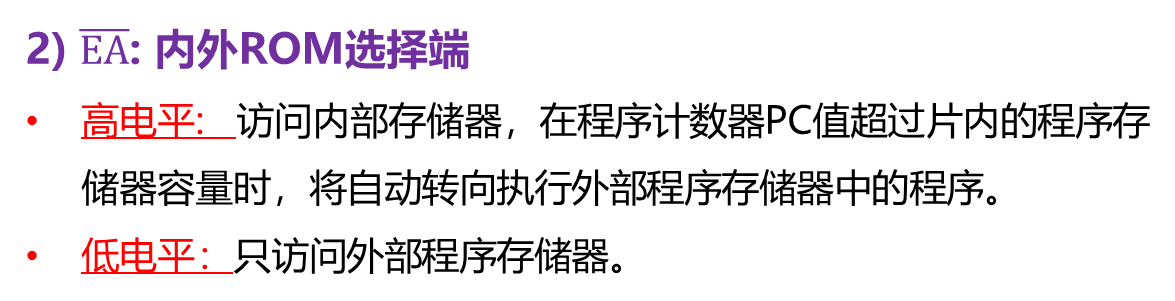 2) E̅A̅: 内外ROM选择端
• 高电平: 访问内部存储器，在程序计数器PC值超过片内的程序存
储器容量时，将自动转向执行外部程序存储器中的程序。
• 低电平：只访问外部程序存储器。